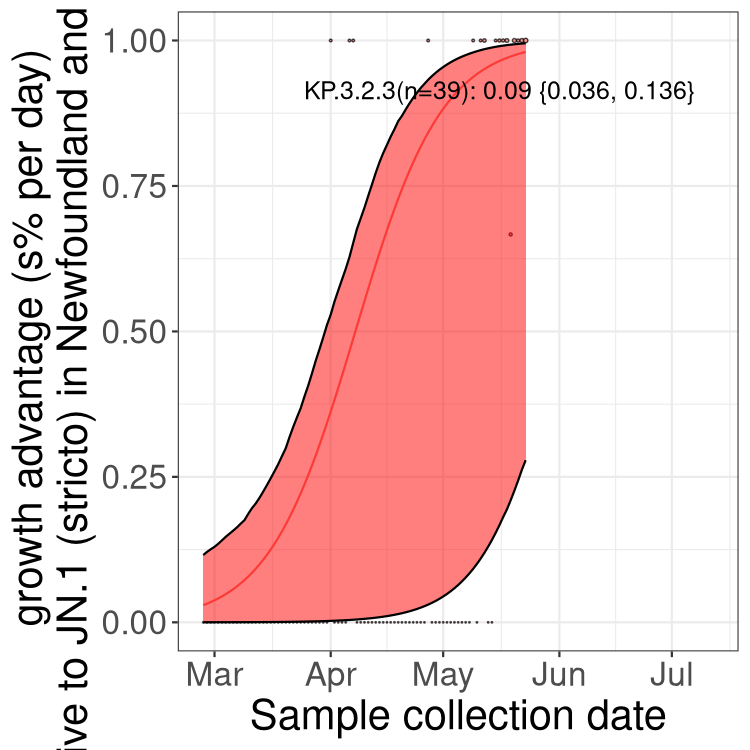 growth advantage (s% per day)
ive to JN.1 (stricto) in Newfoundland and
1.00
0.75
0.50
0.25
0.00
KP.3.2.3(n=39): 0.09 {0.036, 0.136}
Mar Apr May Jun Jul
Sample collection date